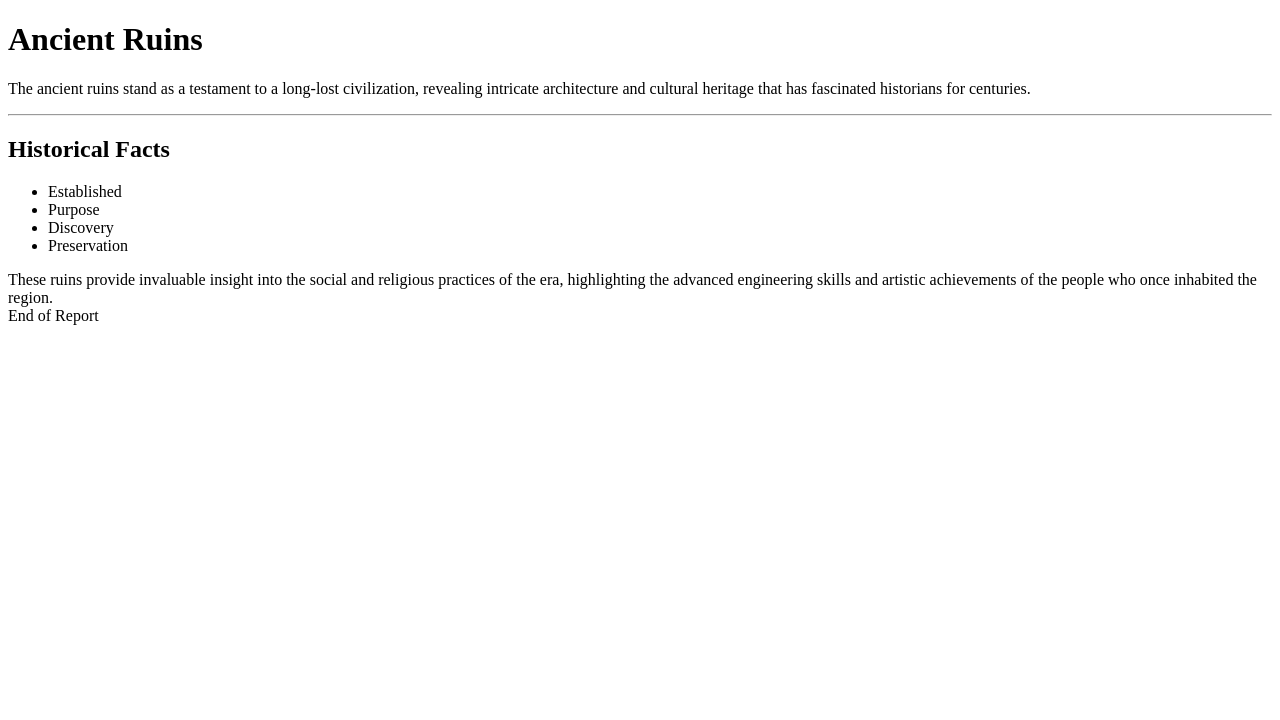 Ancient Ruins
The ancient ruins stand as a testament to a long-lost civilization, revealing intricate architecture and cultural heritage that has fascinated historians for centuries.
Historical Facts
Established
Purpose
Discovery
Preservation
These ruins provide invaluable insight into the social and religious practices of the era, highlighting the advanced engineering skills and artistic achievements of the people who once inhabited the
region.
End of Report